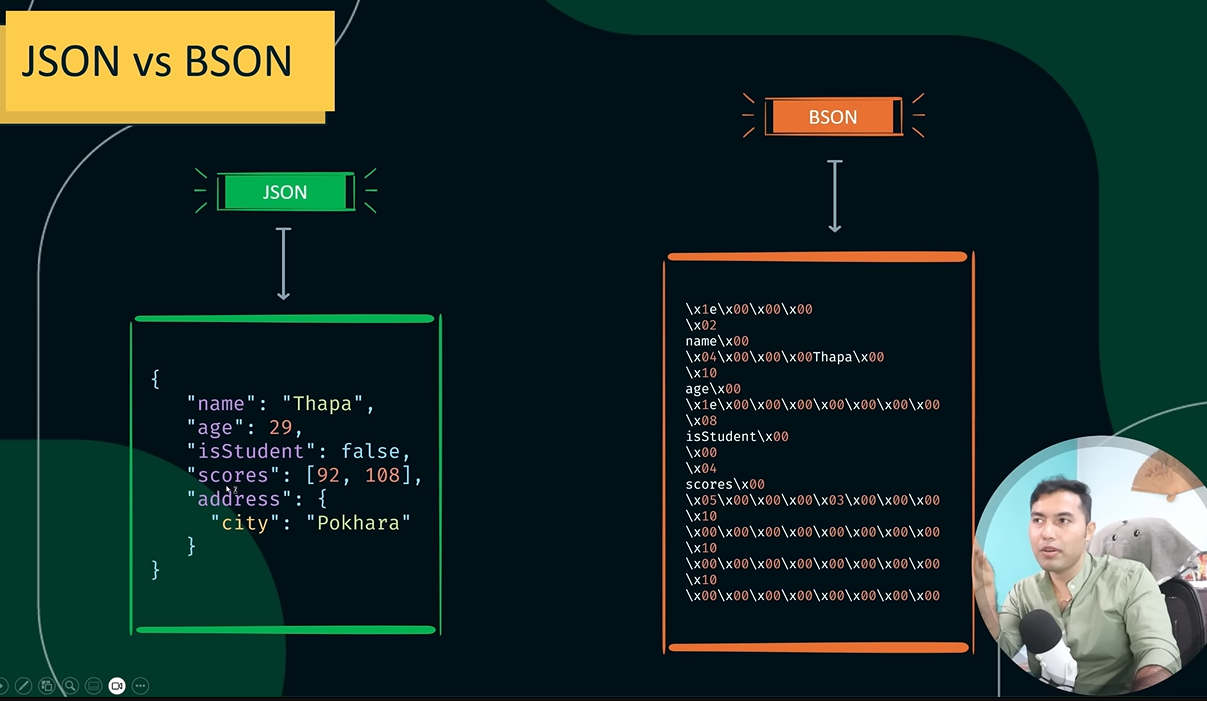 JSON vs BSON
JSON
{
"name": "Thapa",
"age": 29,
"isStudent": false,
"scores": [92, 108],
"address": {
"city": "Pokhara"
}
}
BSON
\x1e\x00\x00\x00
\x02
name\x00
\x04\x00\x00\x00Thapa\x00
\x10
age\x00
\x1e\x00\x00\x00\x00\x00\x00\x00
\x08
isStudent\x00
\x00
\x04
scores\x00
\x05\x00\x00\x00\x03\x00\x00\x00
\x10
\x00\x00\x00\x00\x00\x00\x00\x00
\x10
\x00\x00\x00\x00\x00\x00\x00\x00
\x10
\x00\x00\x00\x00\x00\x00\x00\x00